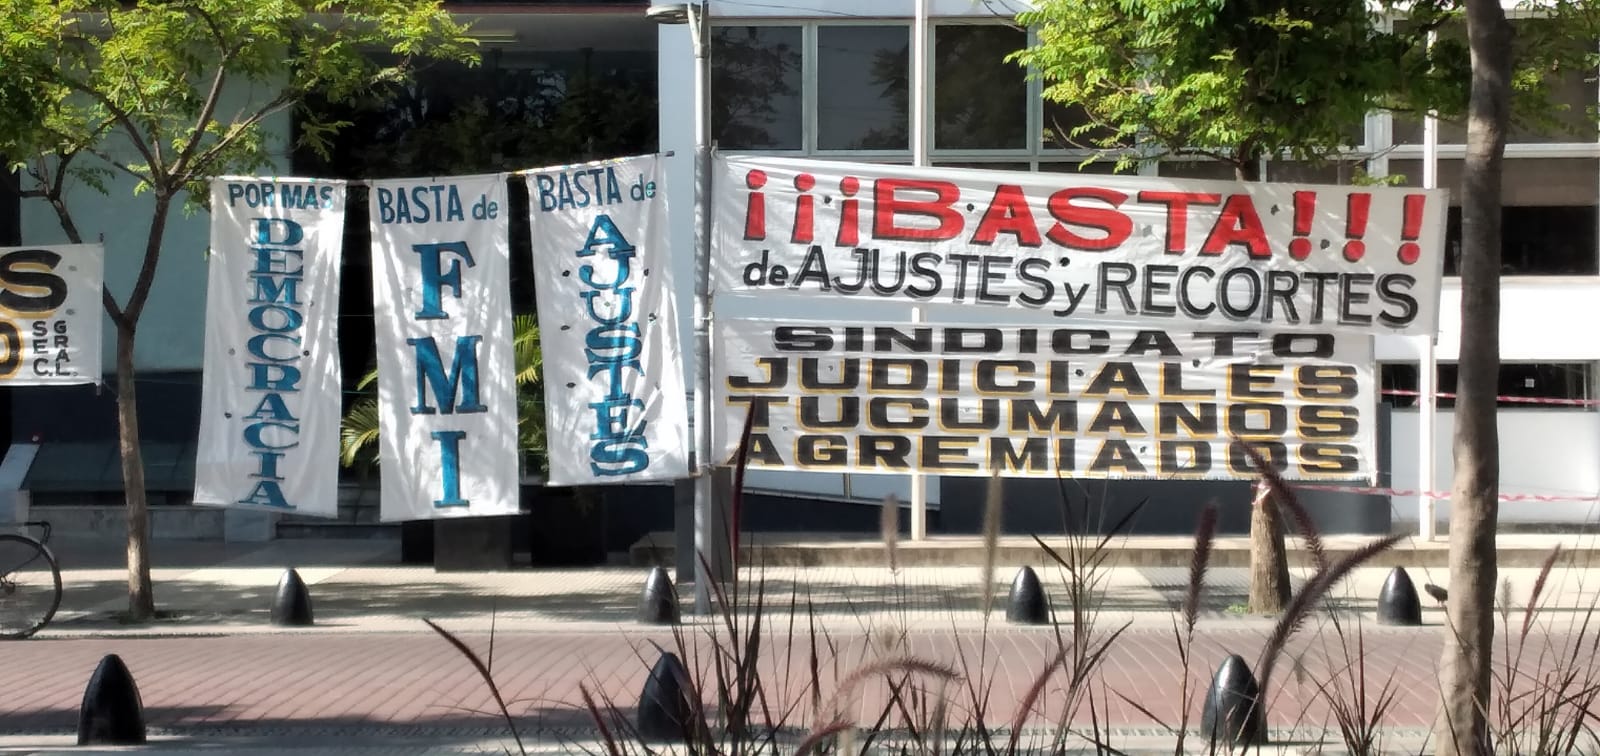 S
O
SEC.
GRAL.
POR MAS
DEMOCRACIA
BASTA de
FMI
BASTA de
AJUSTES
¡¡¡BASTA!!!
de AJUSTES y RECORTES
SINDICATO
JUDICIALES
TUCUMANOS
AGREMIADOS